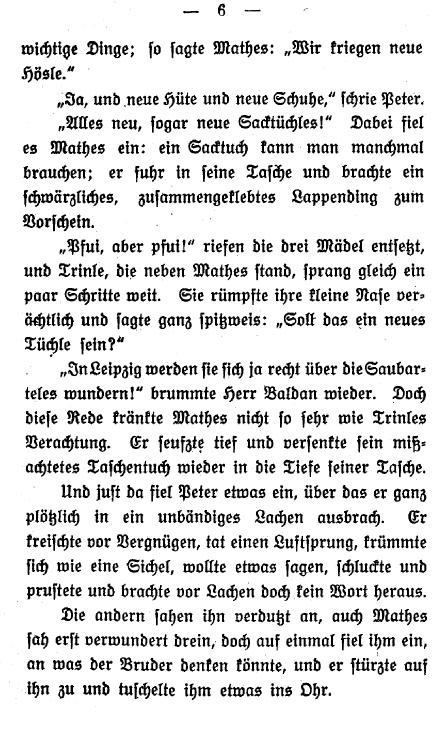 — 6 —
wichtige Dinge; so sagte Mathes: „Wir kriegen neue
Hösle.“
„Ja, und neue Hüte und neue Schuhe,“ schrie Peter.
„Alles neu, sogar neue Sacktüchles!“ Dabei fiel
es Mathes ein: ein Sacktuch kann man manchmal
brauchen; er fuhr in seine Tasche und brachte ein
schwärzliches, zusammengeklebtes Lappending zum
Vorschein.
„Pfui, aber pfui!“ riefen die drei Mädel entsetzt,
und Trinle, die neben Mathes stand, sprang gleich ein
paar Schritte weit. Sie rümpfte ihre kleine Nase ver-
ächtlich und sagte ganz spitzweis: „Soll das ein neues
Tüchle sein?“
„In Leipzig werden sie sich ja recht über die Saubar-
teles wundern!“ brummte Herr Baldan wieder. Doch
diese Rede kränkte Mathes nicht so sehr wie Trinles
Verachtung. Er seufzte tief und versenkte sein miß-
achtetes Taschentuch wieder in die Tiefe seiner Tasche.
Und just da fiel Peter etwas ein, über das er ganz
plötzlich in ein unbändiges Lachen ausbrach. Er
kreischte vor Vergnügen, tat einen Luftsprung, krümmte
sich wie eine Sichel, wollte etwas sagen, schluckte und
prustete und brachte vor Lachen doch kein Wort heraus.
Die andern sahen ihn verdutzt an, auch Mathes
sah erst verwundert drein, doch auf einmal fiel ihm ein,
an was der Bruder denken könnte, und er stürzte auf
ihn zu und tuschelte ihm etwas ins Ohr.